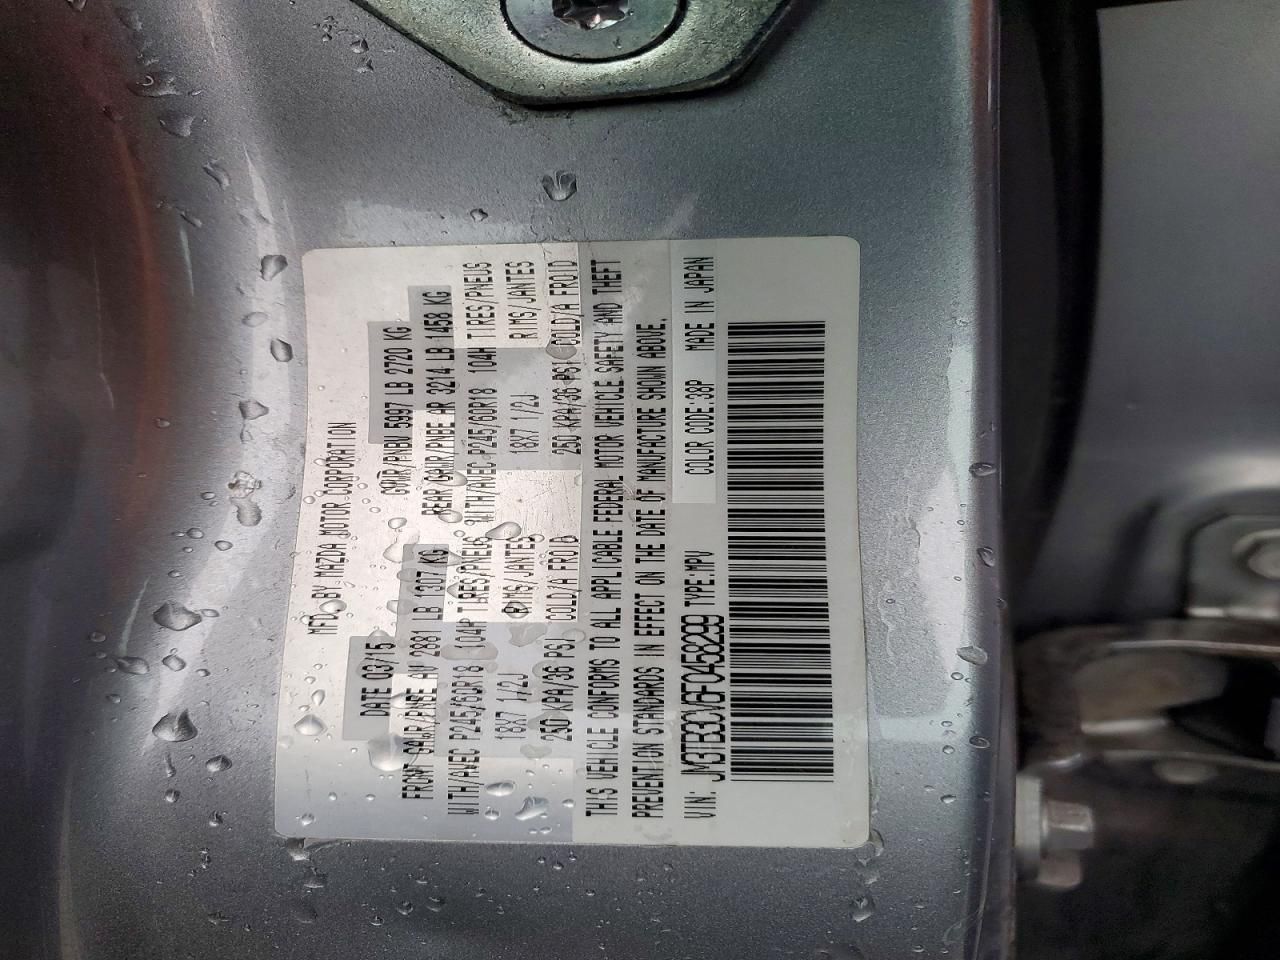 MFD. BY MAZDA MOTOR CORPORATION
DATE 03/15 GVWR/PNBV 5997 LB 2720 KG
FRONT GAWR/PNBE AV 2881 LB 1307 KG REAR GAWR/PNBE AR 3214 LB 1458 KG
WITH/AVEC P245/60R18 104H TIRES/PNEUS WITH/AVEC P245/60R18 104H TIRES/PNEUS
18X7 1/2J RIMS/JANTES 18X7 1/2J RIMS/JANTES
250 KPA/36 PSI COLD/A FROID 250 KPA/36 PSI COLD/A FROID
THIS VEHICLE CONFORMS TO ALL APPLICABLE FEDERAL MOTOR VEHICLE SAFETY AND THEFT
PREVENTION STANDARDS IN EFFECT ON THE DATE OF MANUFACTURE SHOWN ABOVE.
VIN: JM3TB3CV6F0458299 TYPE:MPV COLOR CODE:38P MADE IN JAPAN